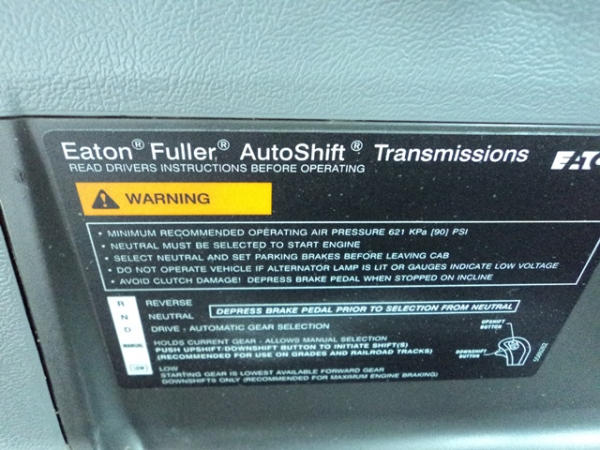 Eaton® Fuller® AutoShift® Transmissions
READ DRIVERS INSTRUCTIONS BEFORE OPERATING
WARNING
• MINIMUM RECOMMENDED OPERATING AIR PRESSURE 621 KPa (90) PSI
• NEUTRAL MUST BE SELECTED TO START ENGINE
• SELECT NEUTRAL AND SET PARKING BRAKES BEFORE LEAVING CAB
• DO NOT OPERATE VEHICLE IF ALTERNATOR LAMP IS LIT OR GAUGES INDICATE LOW VOLTAGE
• AVOID CLUTCH DAMAGE! DEPRESS BRAKE PEDAL WHEN STOPPED ON INCLINE
R REVERSE
N NEUTRAL DEPRESS BRAKE PEDAL PRIOR TO SELECTION FROM NEUTRAL
D DRIVE - AUTOMATIC GEAR SELECTION
MANUAL HOLDS CURRENT GEAR - ALLOWS MANUAL SELECTION
PUSH UPSHIFT/DOWNSHIFT BUTTON TO INITIATE SHIFT(S)
(RECOMMENDED FOR USE ON GRADES AND RAILROAD TRACKS)
LOW LOW
STARTING GEAR IS LOWEST AVAILABLE FORWARD GEAR
DOWNSHIFTS ONLY (RECOMMENDED FOR MAXIMUM ENGINE BRAKING)
UPSHIFT
BUTTON
DOWNSHIFT
BUTTON